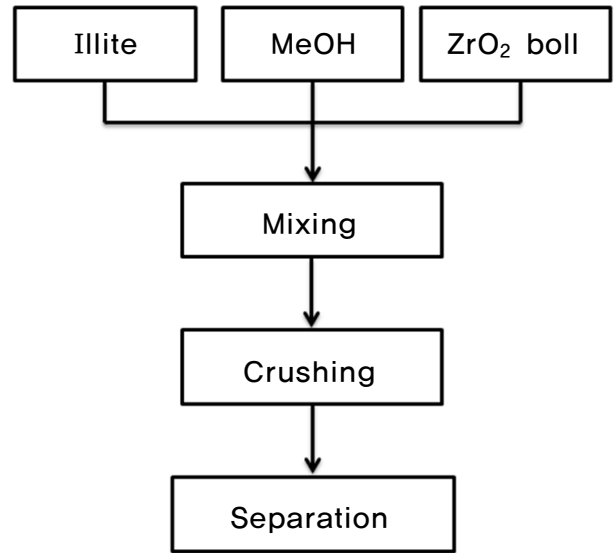 Illite
MeOH
ZrO₂ boll
Mixing
Crushing
Separation